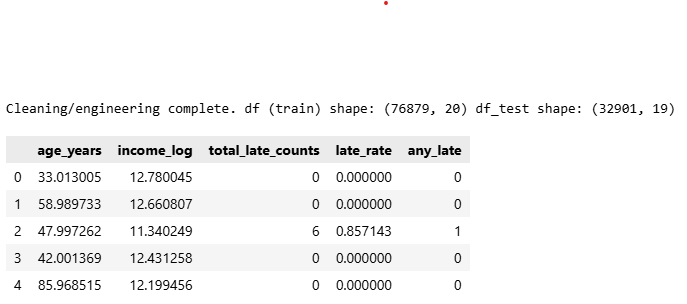 Cleaning/engineering complete. df (train) shape: (76879, 20) df_test shape: (32901, 19)
age_years income_log total_late_counts late_rate any_late
0 33.013005 12.780045 0 0.000000 0
1 58.989733 12.660807 0 0.000000 0
2 47.997262 11.340249 6 0.857143 1
3 42.001369 12.431258 0 0.000000 0
4 85.968515 12.199456 0 0.000000 0